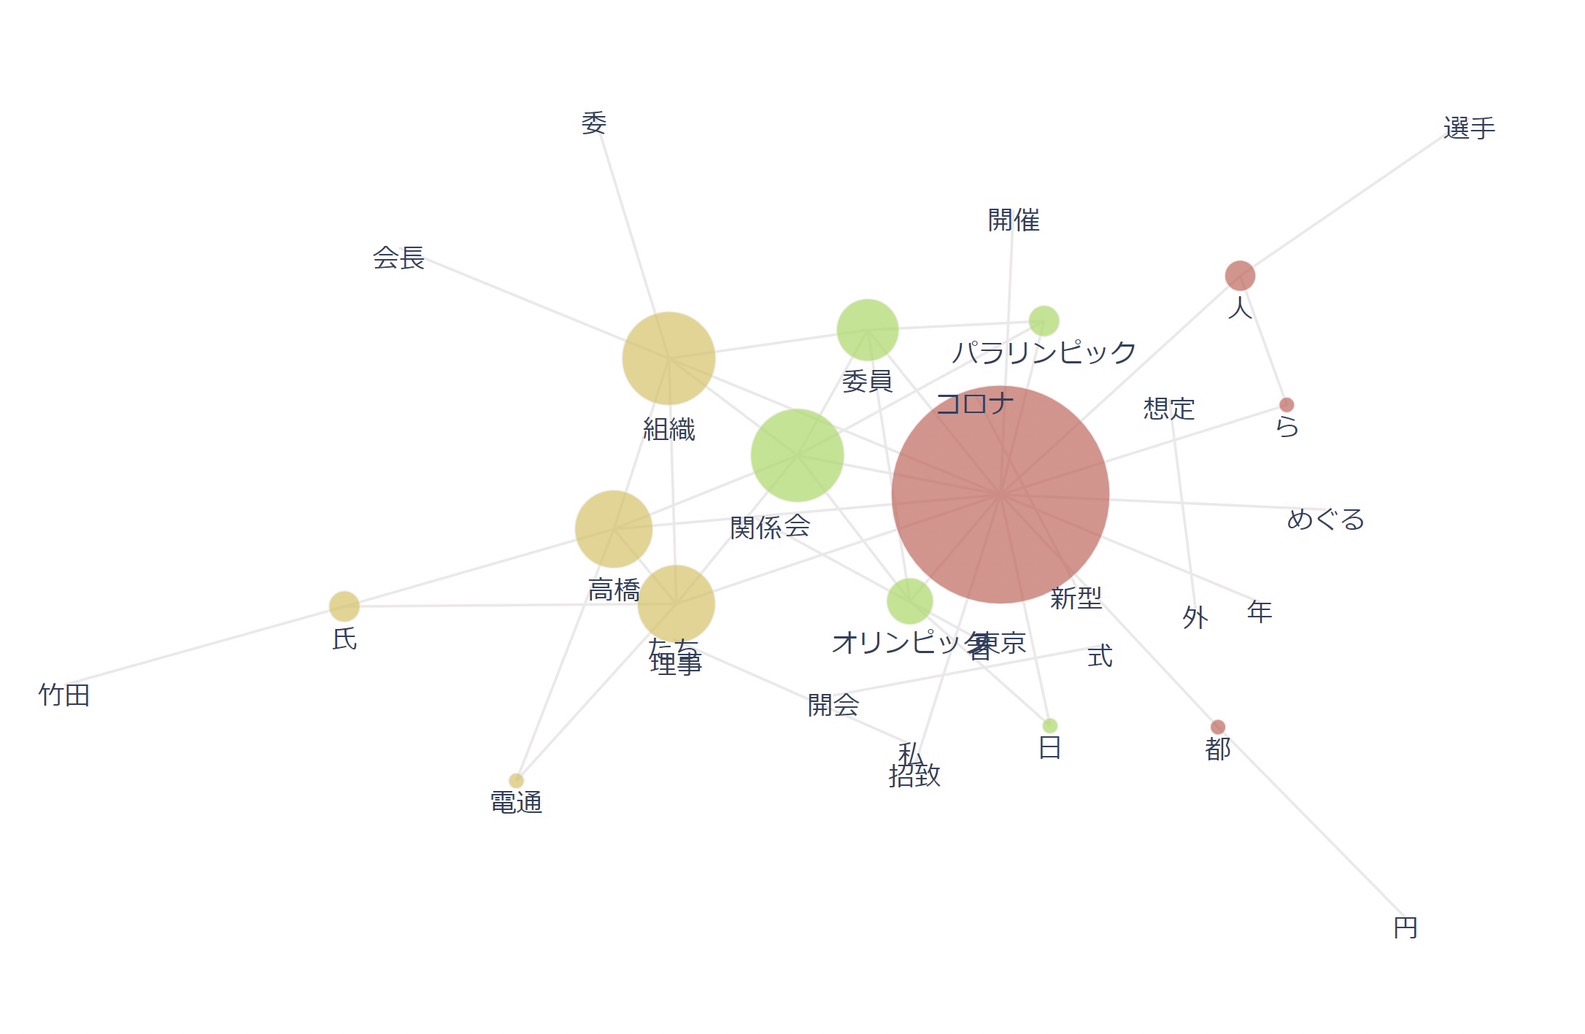 委
選手
開催
会長
人
パラリンピック
委員
コロナ
想定
ら
組織
めぐる
関係
会
高橋
新型
年
外
氏
オリンピック
者
東京
たち
理事
式
竹田
開会
日
都
私
招致
電通
円